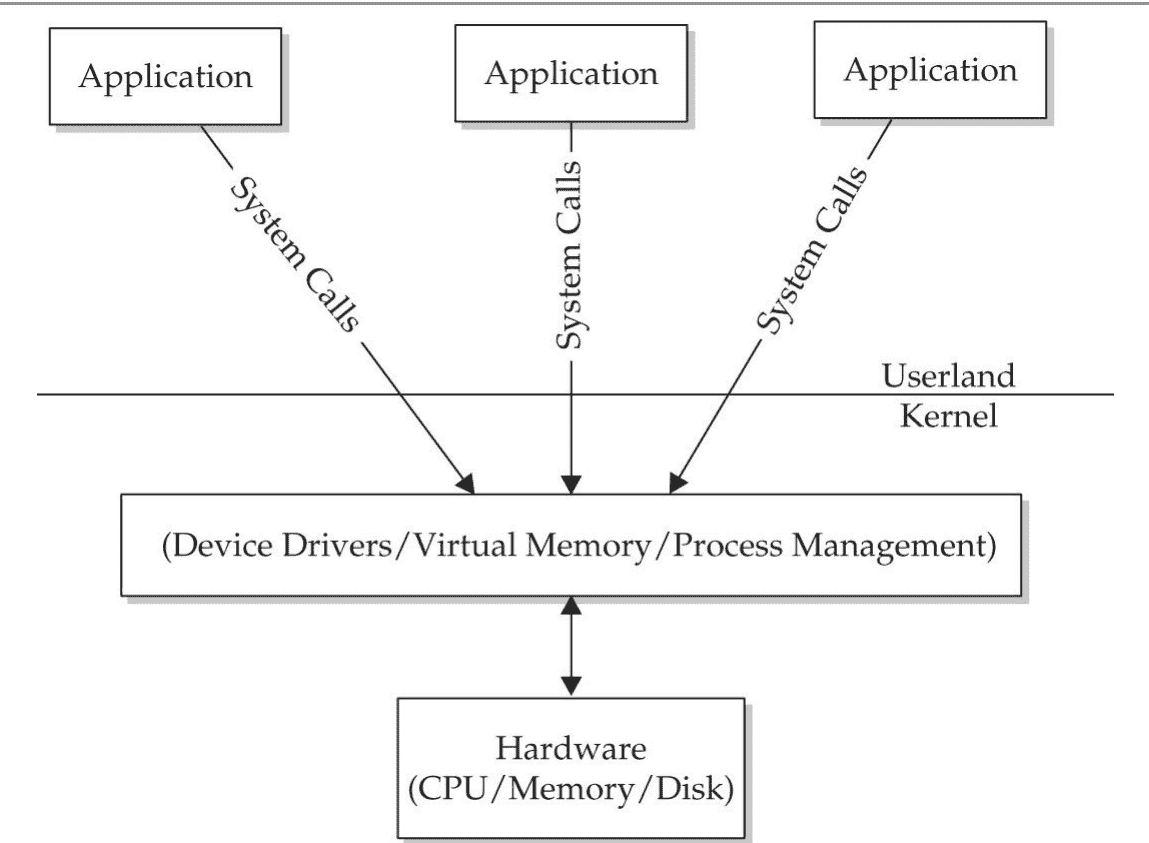 Application
Application
Application
System Calls
System Calls
System Calls
Userland
Kernel
(Device Drivers/Virtual Memory/Process Management)
Hardware
(CPU/Memory/Disk)